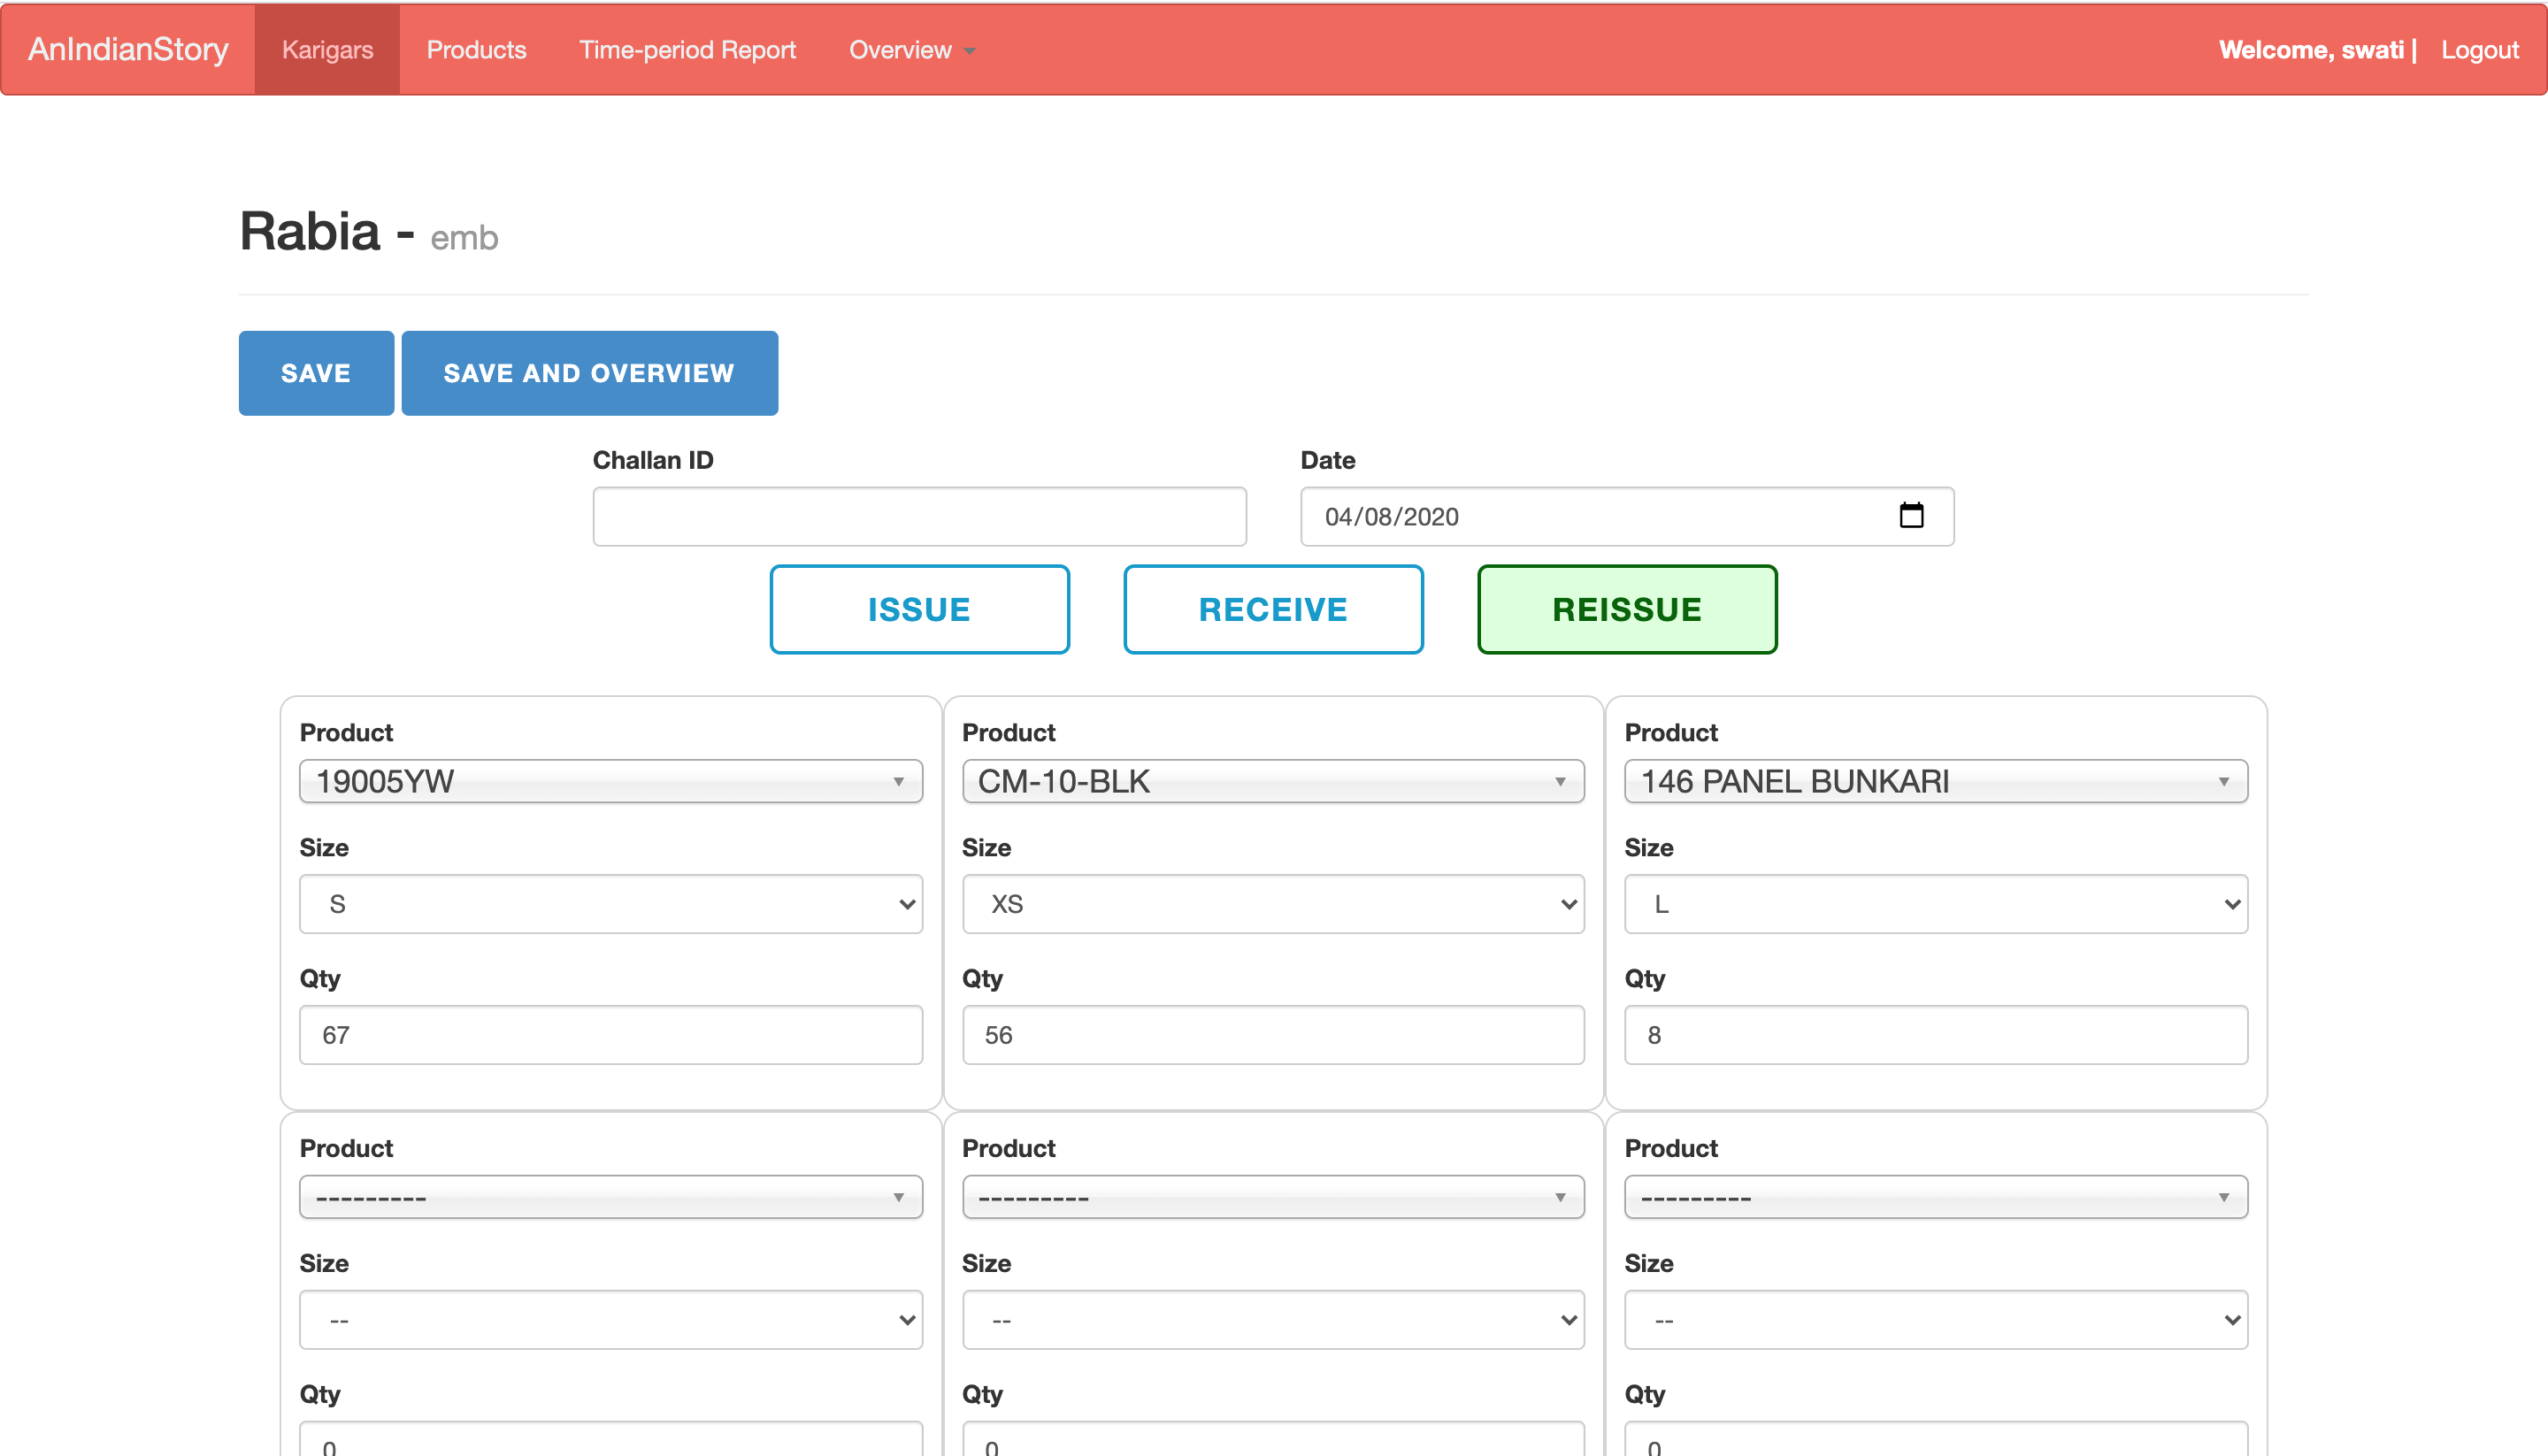 AnIndianStory Karigars Products Time-period Report Overview Welcome, swati | Logout
Rabia - emb
SAVE SAVE AND OVERVIEW
Challan ID Date
04/08/2020
ISSUE RECEIVE REISSUE
Product Product Product
19005YW CM-10-BLK 146 PANEL BUNKARI
Size Size Size
S XS L
Qty Qty Qty
67 56 8
Product Product Product
--------- --------- ---------
Size Size Size
-- -- --
Qty Qty Qty
0 0 0